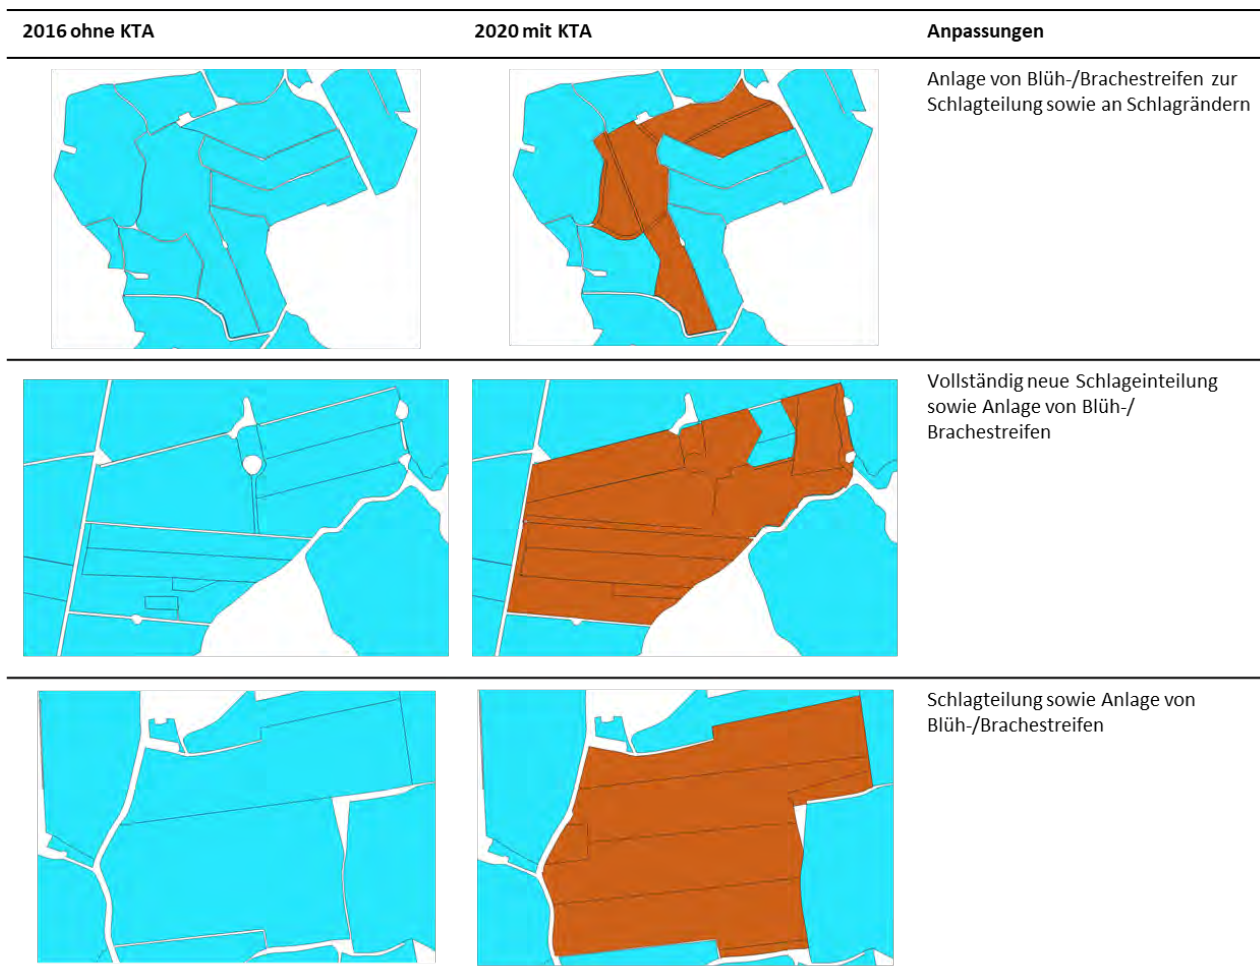 2016 ohne KTA
2020 mit KTA
Anpassungen
Anlage von Blüh-/Brachestreifen zur
Schlagteilung sowie an Schlagrändern
Vollständig neue Schlageinteilung
sowie Anlage von Blüh-/
Brachestreifen
Schlagteilung sowie Anlage von
Blüh-/Brachestreifen